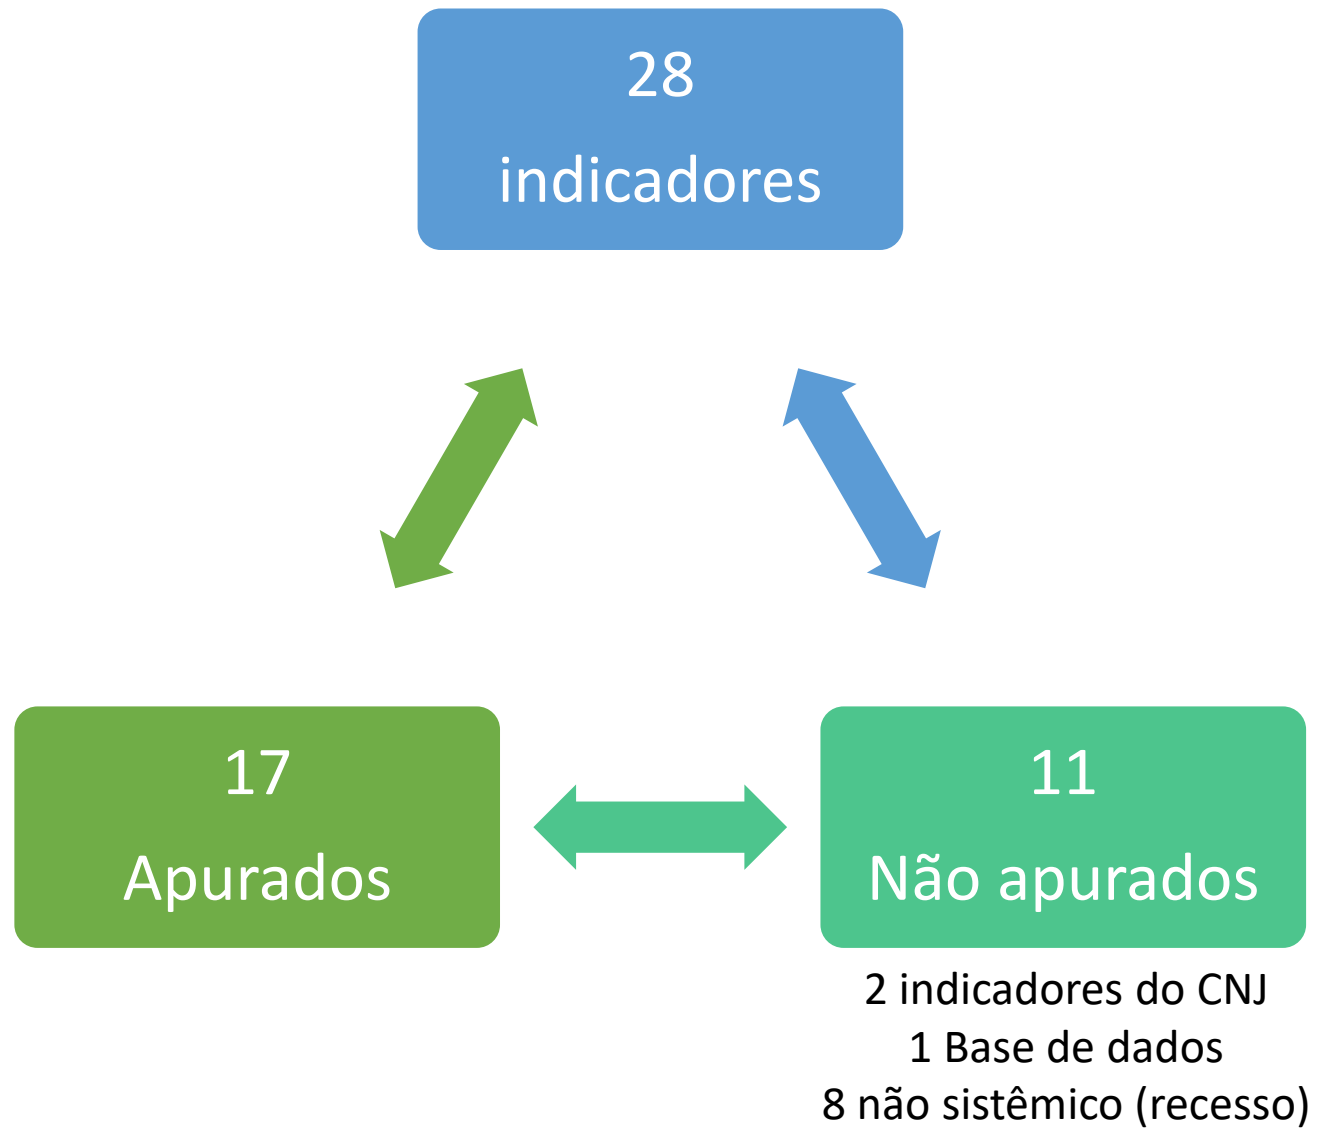 28
indicadores
17
Apurados
11
Não apurados
2 indicadores do CNJ
1 Base de dados
8 não sistêmico (recesso)